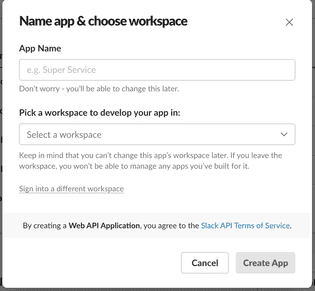 Name app & choose workspace
App Name
e.g. Super Service
Don't worry - you'll be able to change this later.
Pick a workspace to develop your app in:
Select a workspace
Keep in mind that you can't change this app's workspace later. If you leave the
workspace, you won't be able to manage any apps you've built for it.
Sign into a different workspace
By creating a Web API Application, you agree to the Slack API Terms of Service.
Cancel
Create App